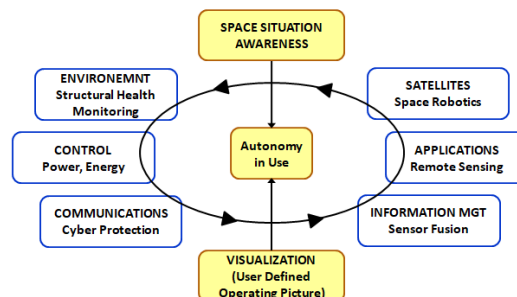 SPACE SITUATION
AWARENESS
ENVIRONEMNT
Structural Health
Monitoring
SATELLITES
Space Robotics
CONTROL
Power, Energy
Autonomy
in Use
APPLICATIONS
Remote Sensing
COMMUNICATIONS
Cyber Protection
INFORMATION MGT
Sensor Fusion
VISUALIZATION
(User Defined
Operating Picture)